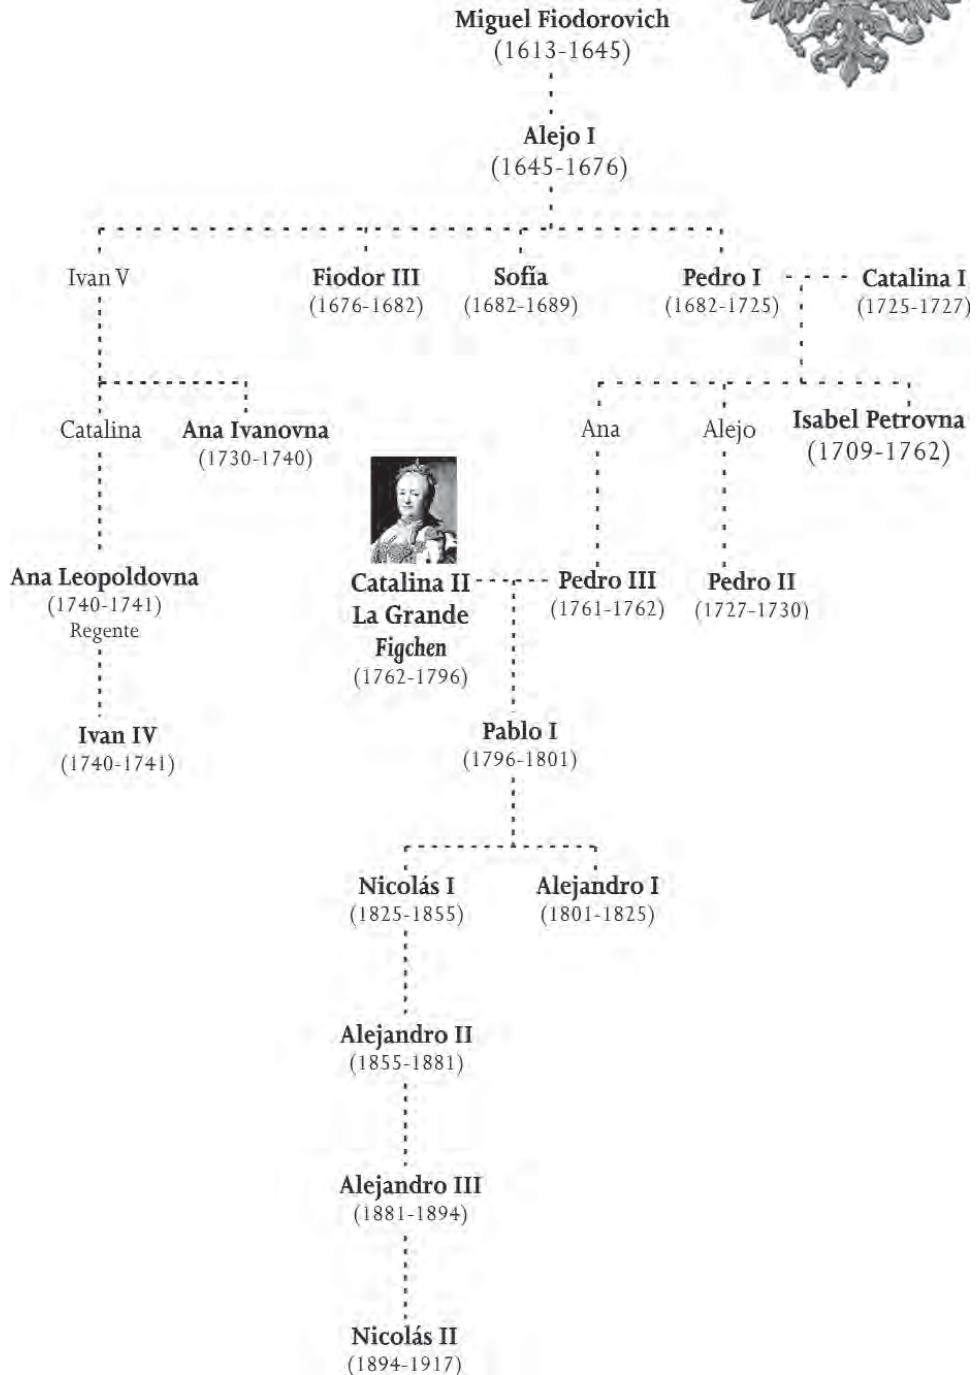 Miguel Fiodorovich
(1613-1645)
Alejo I
(1645-1676)
Ivan V
Fiodor III
(1676-1682)
Sofía
(1682-1689)
Pedro I
(1682-1725)
Catalina I
(1725-1727)
Catalina
Ana Ivanovna
(1730-1740)
Ana
Alejo
Isabel Petrovna
(1709-1762)
Ana Leopoldovna
(1740-1741)
Regente
Catalina II
La Grande
Figchen
(1762-1796)
Pedro III
(1761-1762)
Pedro II
(1727-1730)
Ivan IV
(1740-1741)
Pablo I
(1796-1801)
Nicolás I
(1825-1855)
Alejandro I
(1801-1825)
Alejandro II
(1855-1881)
Alejandro III
(1881-1894)
Nicolás II
(1894-1917)